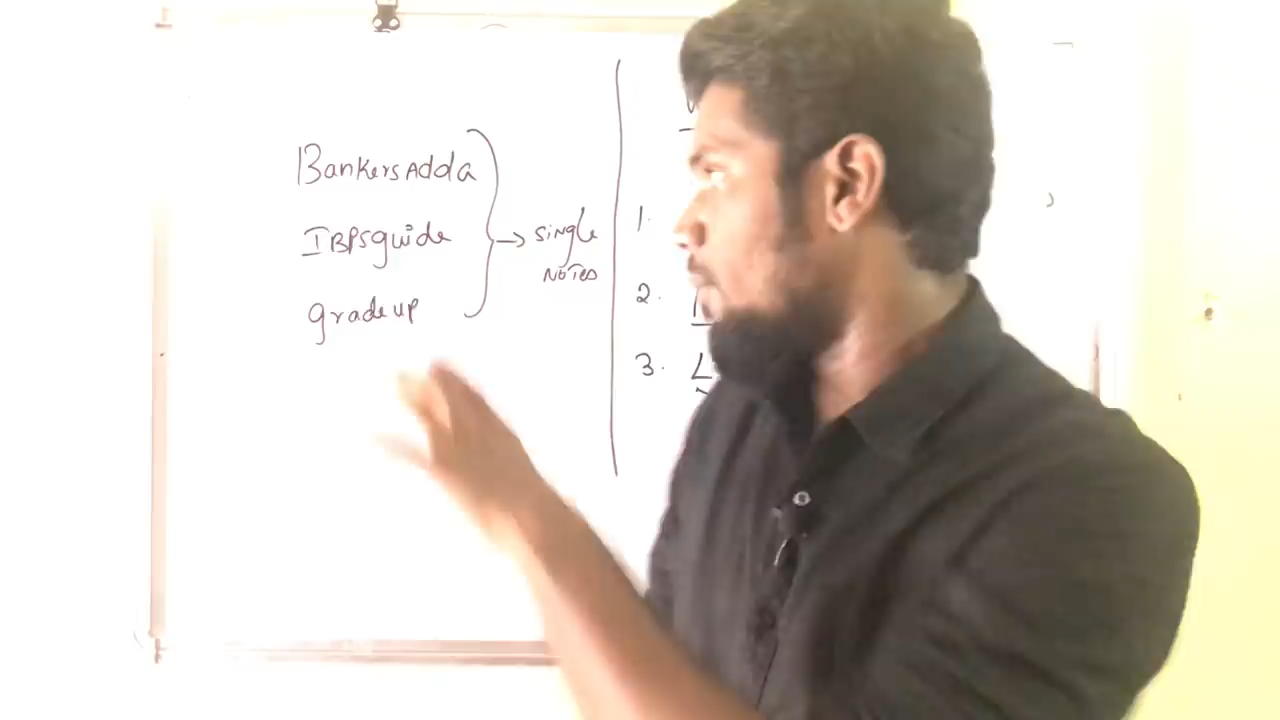 BankersAdda
IBPSguide
gradeup
→ single
NOTES
1.
2.
3.